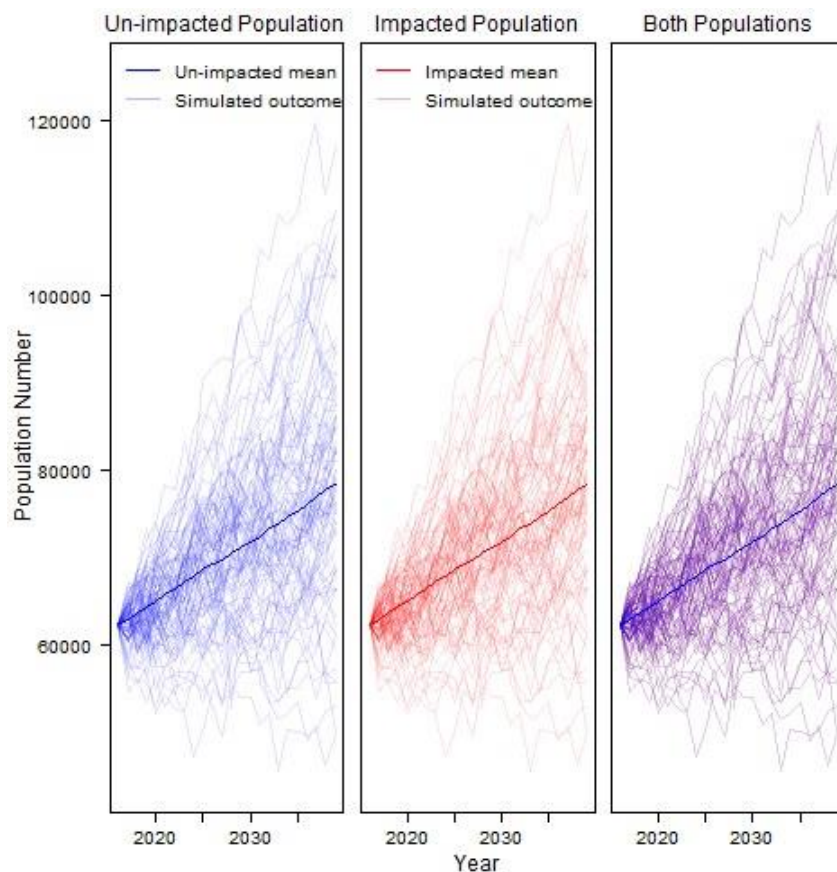 Un-impacted Population
Impacted Population
Both Populations
Un-impacted mean
Simulated outcome
Impacted mean
Simulated outcome
120000
100000
80000
60000
Population Number
2020
2030
2020
2030
2020
2030
Year